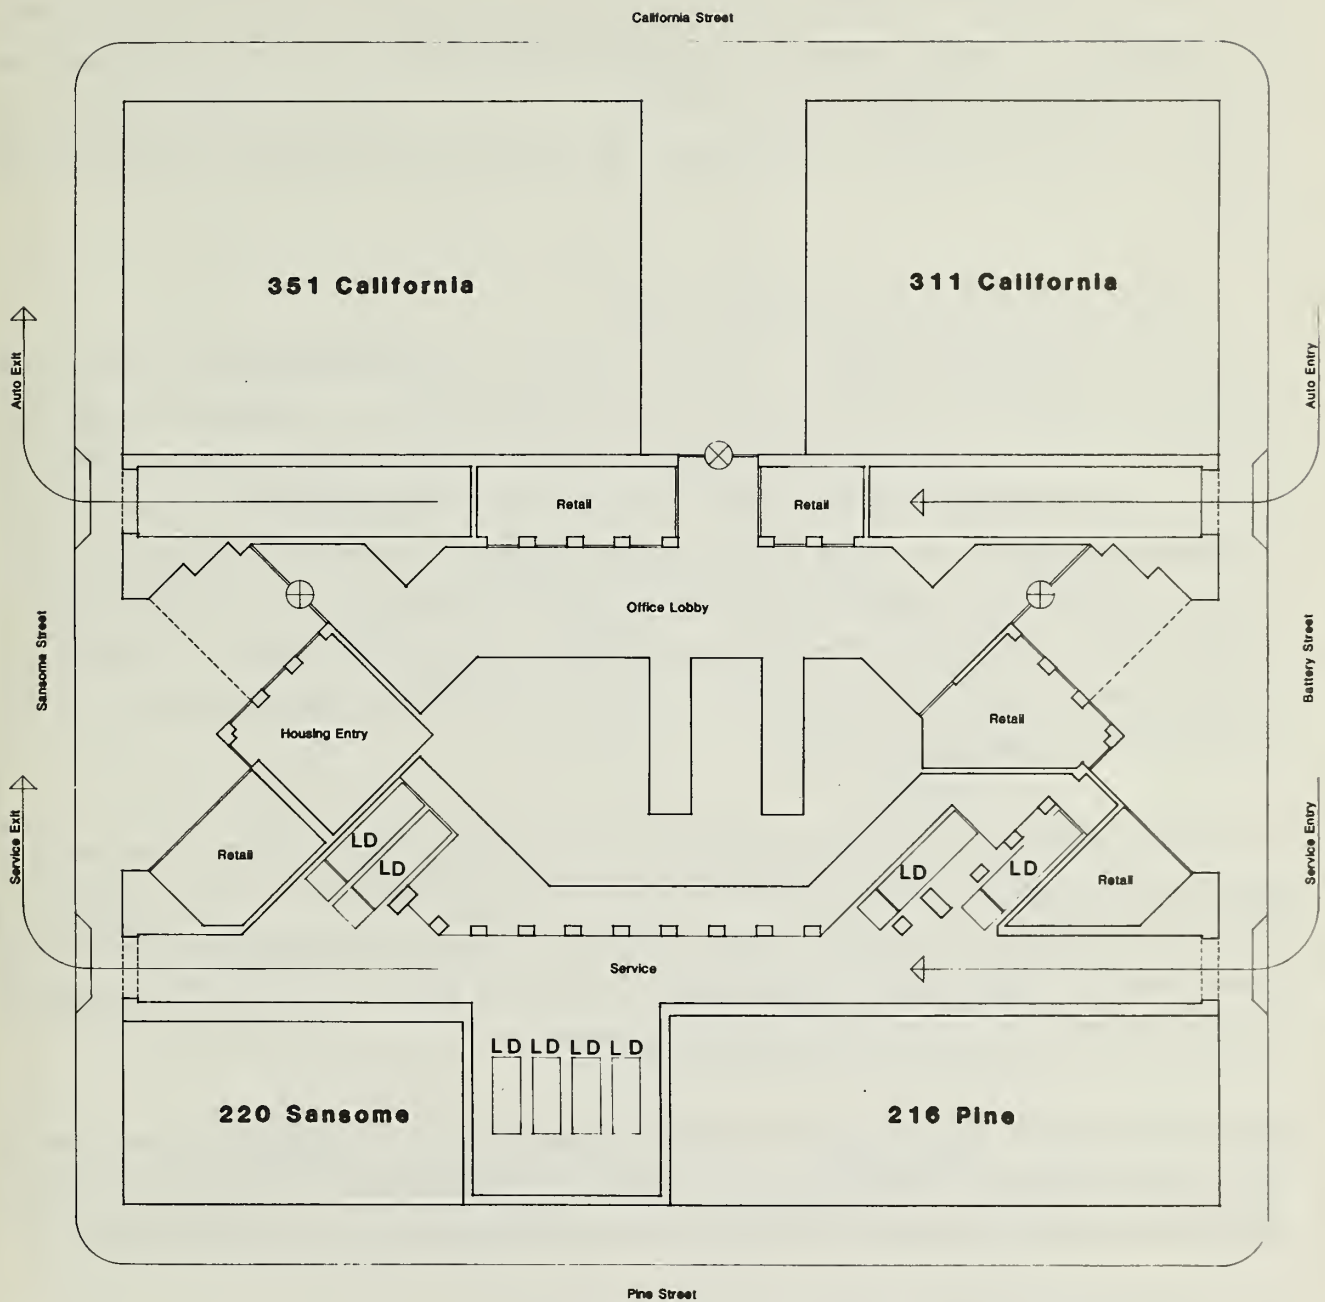 California Street
351 California
311 California
Auto Exit
Auto Entry
Retail
Retail
Office Lobby
Sansome Street
Battery Street
Housing Entry
Retail
Service Exit
Service Entry
LD
LD
Retail
LD
LD
Retail
Service
LD LD LD LD
220 Sansome
216 Pine
Pine Street